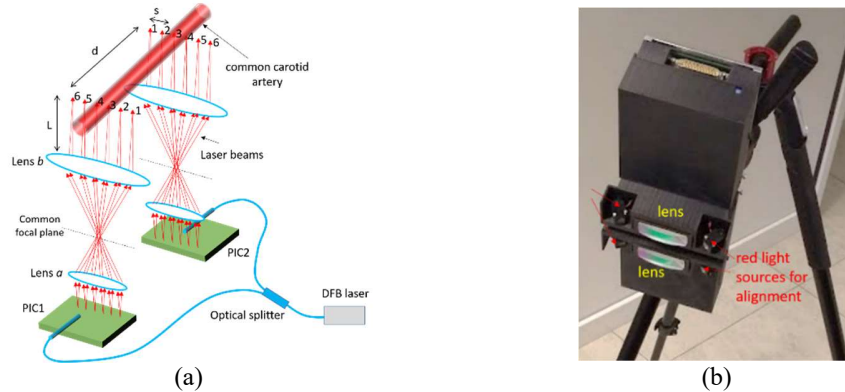 s
1 2 3 4 5 6
d
common carotid
artery
6 5 4 3 2 1
L
Laser beams
Lens b
Common
focal plane
PIC2
Lens a
DFB laser
Optical splitter
PIC1
(a)
lens
lens
red light
sources for
alignment
(b)